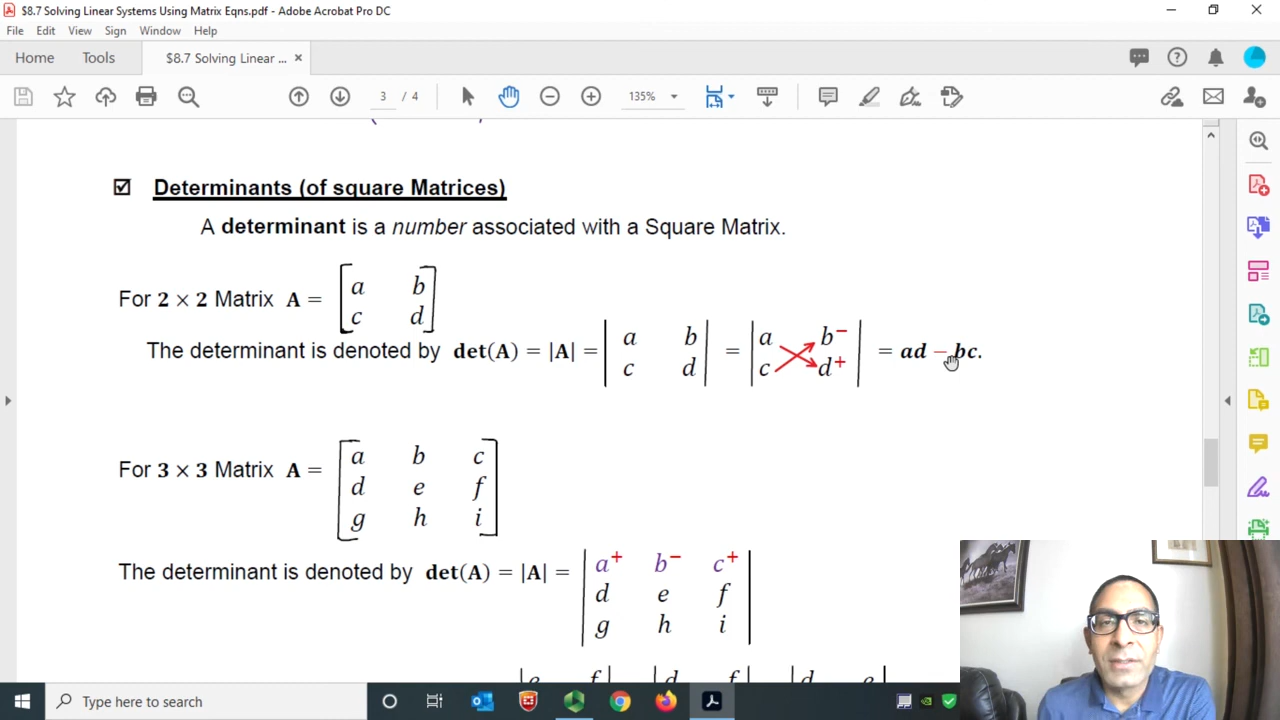 $8.7 Solving Linear Systems Using Matrix Eqns.pdf - Adobe Acrobat Pro DC
File Edit View Sign Window Help
Home Tools $8.7 Solving Linear ... ×
3 / 4 135%
☑ Determinants (of square Matrices)
A determinant is a number associated with a Square Matrix.
For 2 × 2 Matrix A = [a b
c d]
The determinant is denoted by det(A) = |A| = |a b
c d| = |a b⁻
c d⁺| = ad − bc.
For 3 × 3 Matrix A = [a b c
d e f
g h i]
The determinant is denoted by det(A) = |A| = |a⁺ b⁻ c⁺
d e f
g h i|
|e f| |d f| |d e|
Type here to search